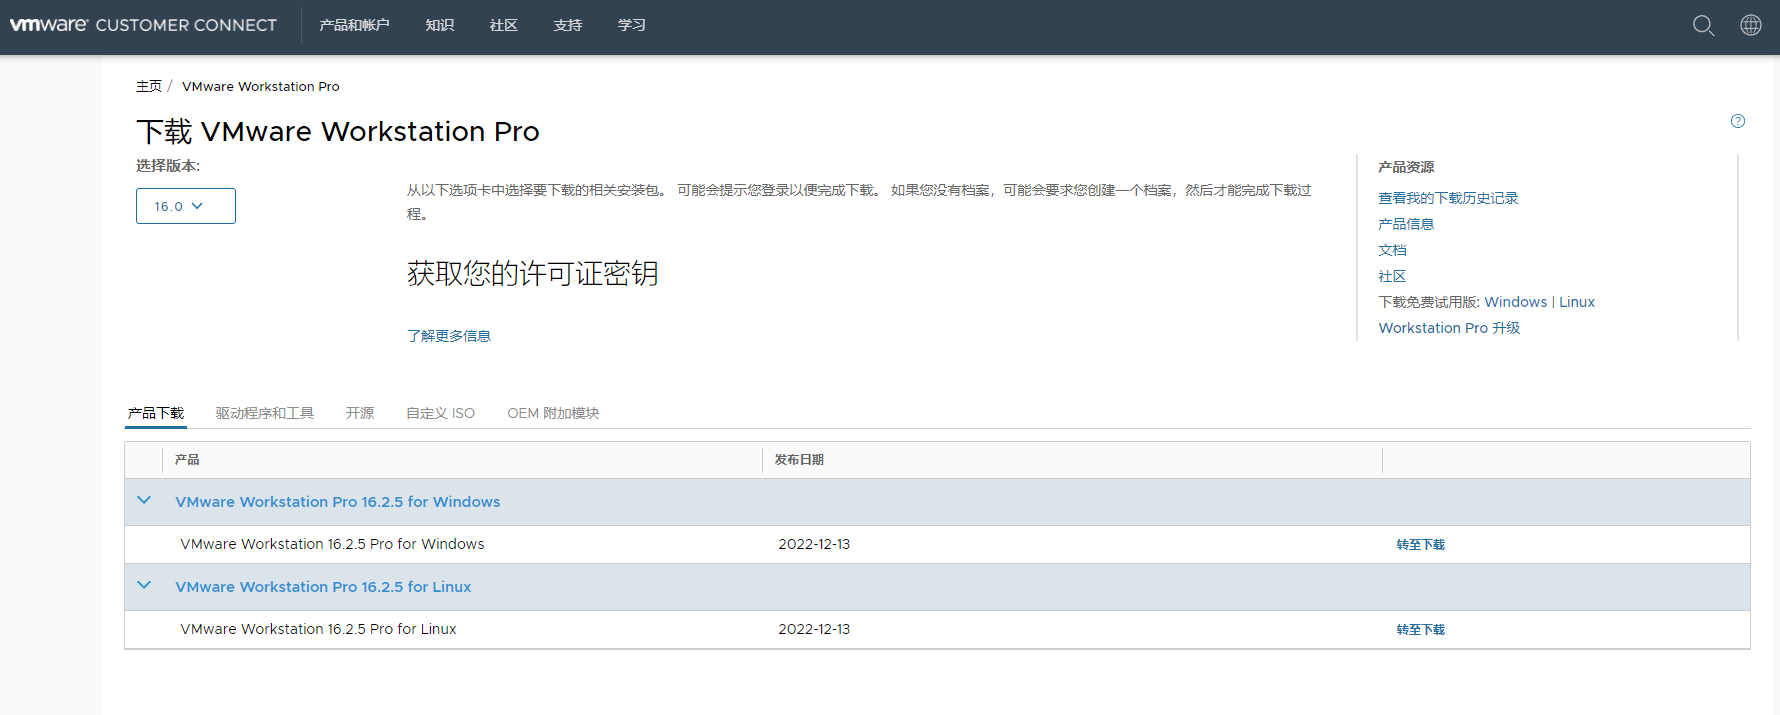 vmware® CUSTOMER CONNECT 产品和帐户 知识 社区 支持 学习
主页 / VMware Workstation Pro
下载 VMware Workstation Pro
选择版本:
16.0
从以下选项卡中选择要下载的相关安装包。 可能会提示您登录以便完成下载。 如果您没有档案，可能会要求您创建一个档案，然后才能完成下载过
程。
获取您的许可证密钥
了解更多信息
产品资源
查看我的下载历史记录
产品信息
文档
社区
下载免费试用版: Windows | Linux
Workstation Pro 升级
产品下载 驱动程序和工具 开源 自定义 ISO OEM 附加模块
产品 发布日期
VMware Workstation Pro 16.2.5 for Windows
VMware Workstation 16.2.5 Pro for Windows 2022-12-13 转至下载
VMware Workstation Pro 16.2.5 for Linux
VMware Workstation 16.2.5 Pro for Linux 2022-12-13 转至下载